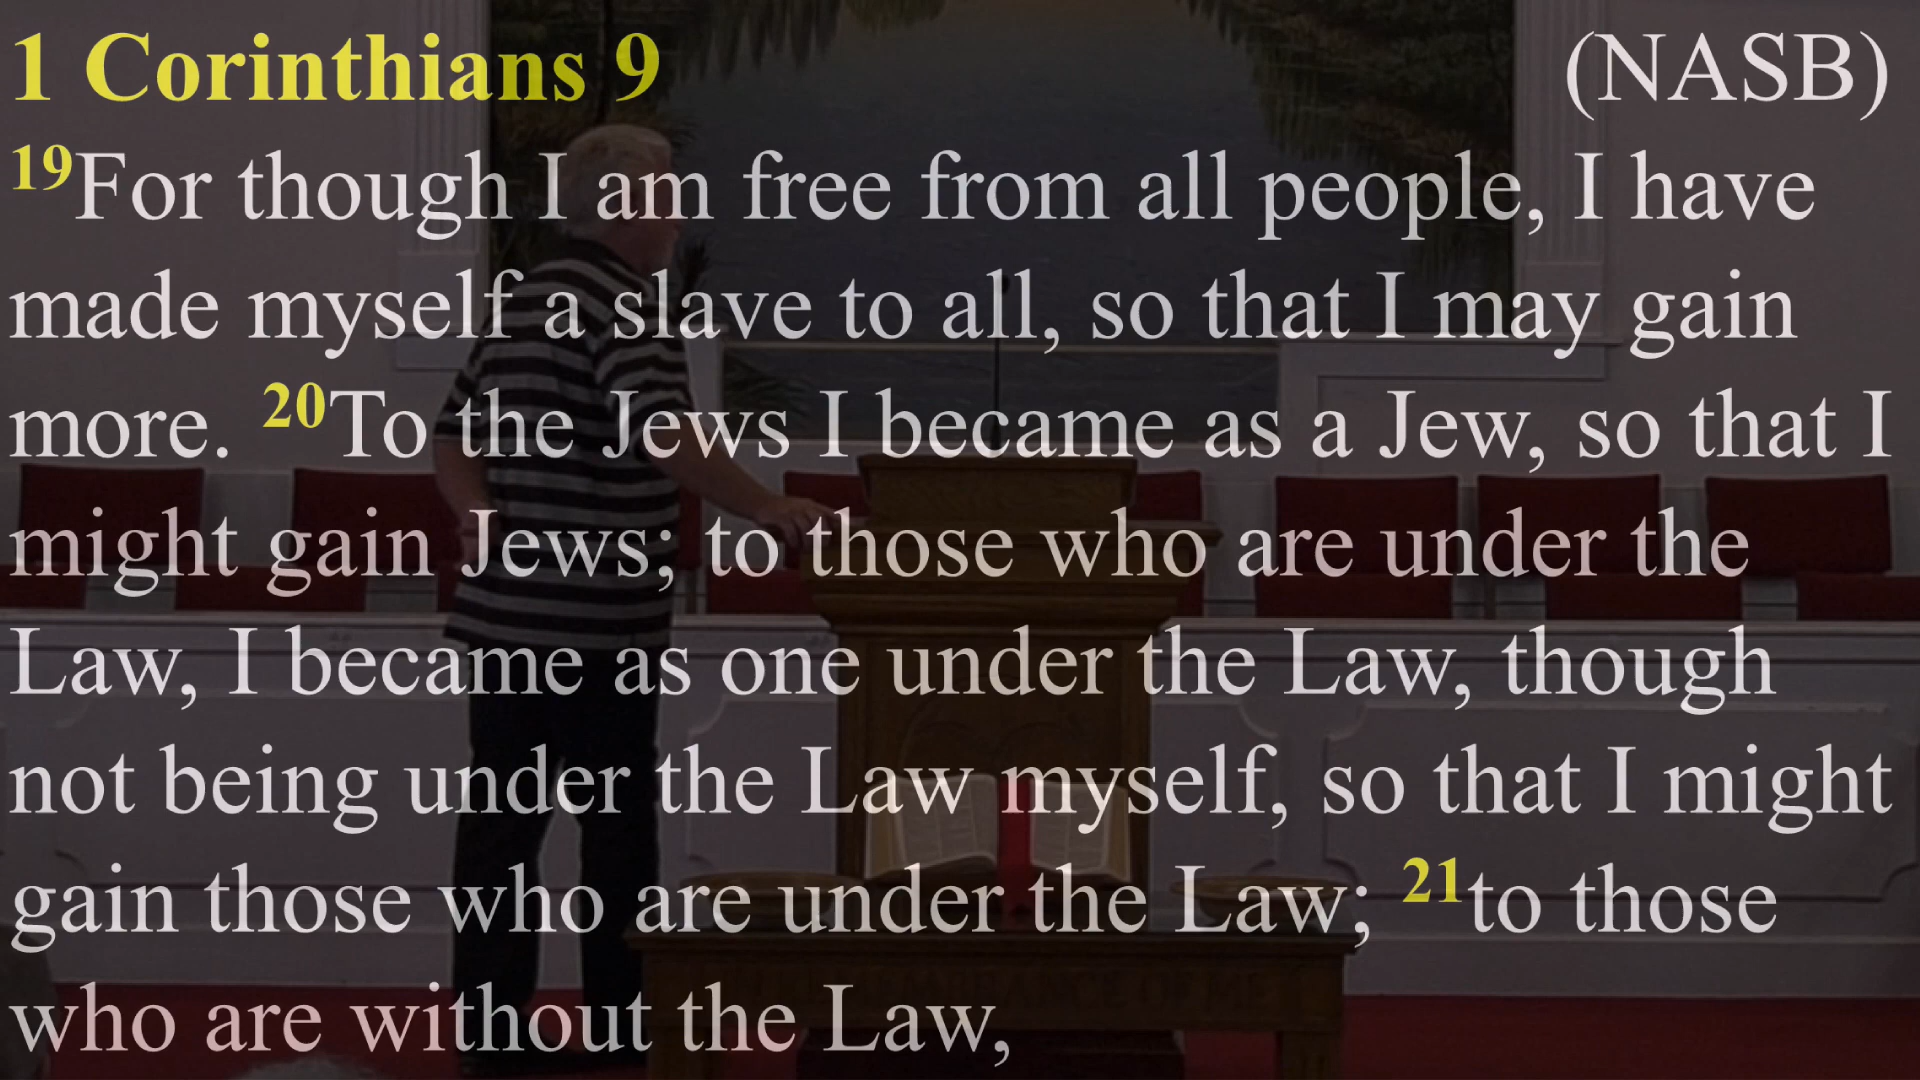 1 Corinthians 9 (NASB)
19For though I am free from all people, I have
made myself a slave to all, so that I may gain
more. 20To the Jews I became as a Jew, so that I
might gain Jews; to those who are under the
Law, I became as one under the Law, though
not being under the Law myself, so that I might
gain those who are under the Law; 21to those
who are without the Law,
REMEMBRANCE OF ME